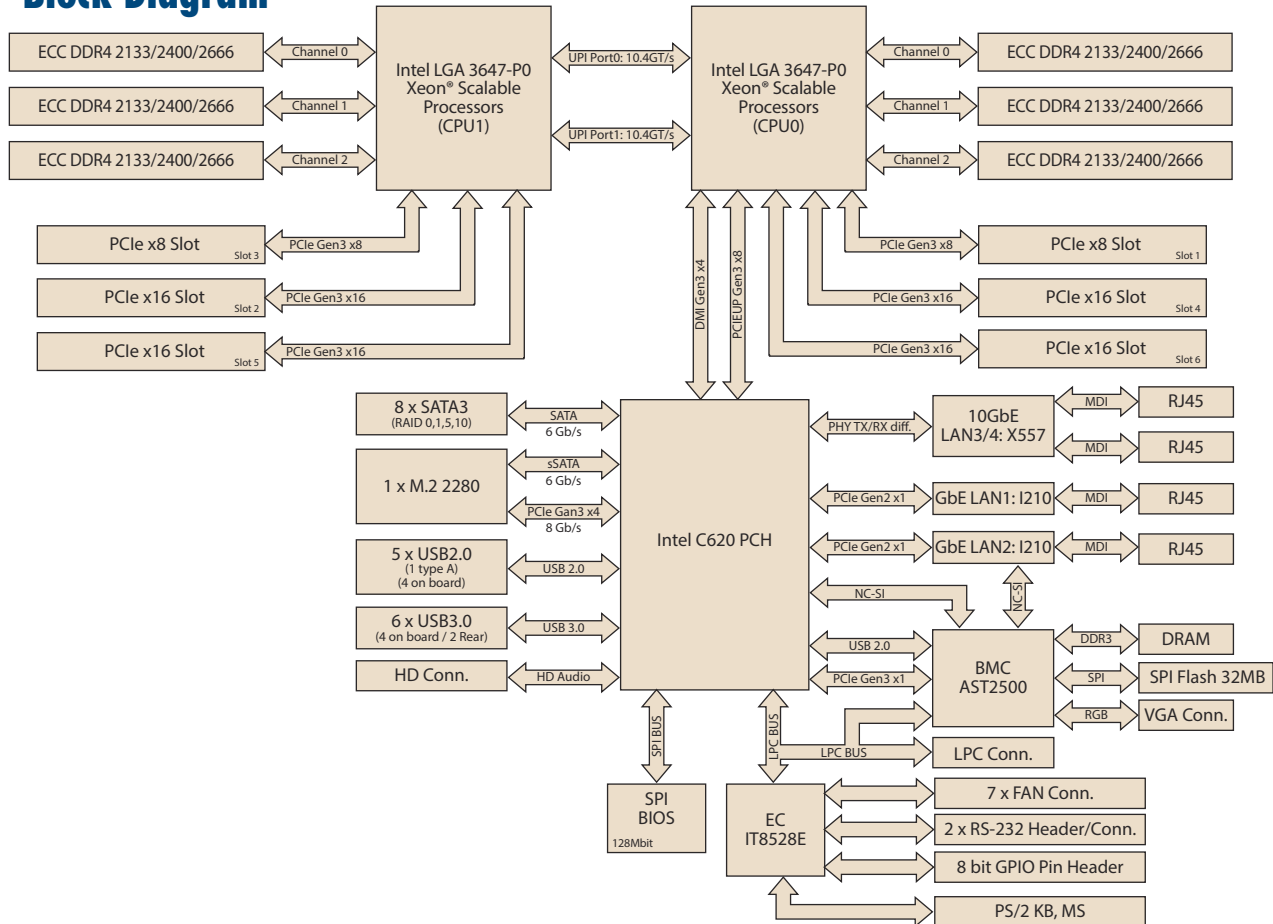 Block Diagram
ECC DDR4 2133/2400/2666
Channel 0
ECC DDR4 2133/2400/2666
Channel 1
ECC DDR4 2133/2400/2666
Channel 2
Intel LGA 3647-P0
Xeon® Scalable
Processors
(CPU1)
UPI Port0: 10.4GT/s
UPI Port1: 10.4GT/s
Intel LGA 3647-P0
Xeon® Scalable
Processors
(CPU0)
Channel 0
ECC DDR4 2133/2400/2666
Channel 1
ECC DDR4 2133/2400/2666
Channel 2
ECC DDR4 2133/2400/2666
PCIe x8 Slot
Slot 3
PCIe Gen3 x8
PCIe x16 Slot
Slot 2
PCIe Gen3 x16
PCIe x16 Slot
Slot 5
PCIe Gen3 x16
DMI Gen3 x4
PCIEUP Gen3 x8
PCIe Gen3 x8
PCIe x8 Slot
Slot 1
PCIe Gen3 x16
PCIe x16 Slot
Slot 4
PCIe Gen3 x16
PCIe x16 Slot
Slot 6
8 x SATA3
(RAID 0,1,5,10)
SATA
6 Gb/s
1 x M.2 2280
sSATA
6 Gb/s
PCIe Gan3 x4
8 Gb/s
5 x USB2.0
(1 type A)
(4 on board)
USB 2.0
6 x USB3.0
(4 on board / 2 Rear)
USB 3.0
HD Conn.
HD Audio
Intel C620 PCH
PHY TX/RX diff.
10GbE
LAN3/4: X557
MDI
RJ45
MDI
RJ45
PCIe Gen2 x1
GbE LAN1: I210
MDI
RJ45
PCIe Gen2 x1
GbE LAN2: I210
MDI
RJ45
NC-SI
NC-SI
USB 2.0
PCIe Gen3 x1
BMC
AST2500
DDR3
DRAM
SPI
SPI Flash 32MB
RGB
VGA Conn.
SPI BUS
LPC BUS
LPC BUS
LPC Conn.
SPI
BIOS
128Mbit
EC
IT8528E
7 x FAN Conn.
2 x RS-232 Header/Conn.
8 bit GPIO Pin Header
PS/2 KB, MS